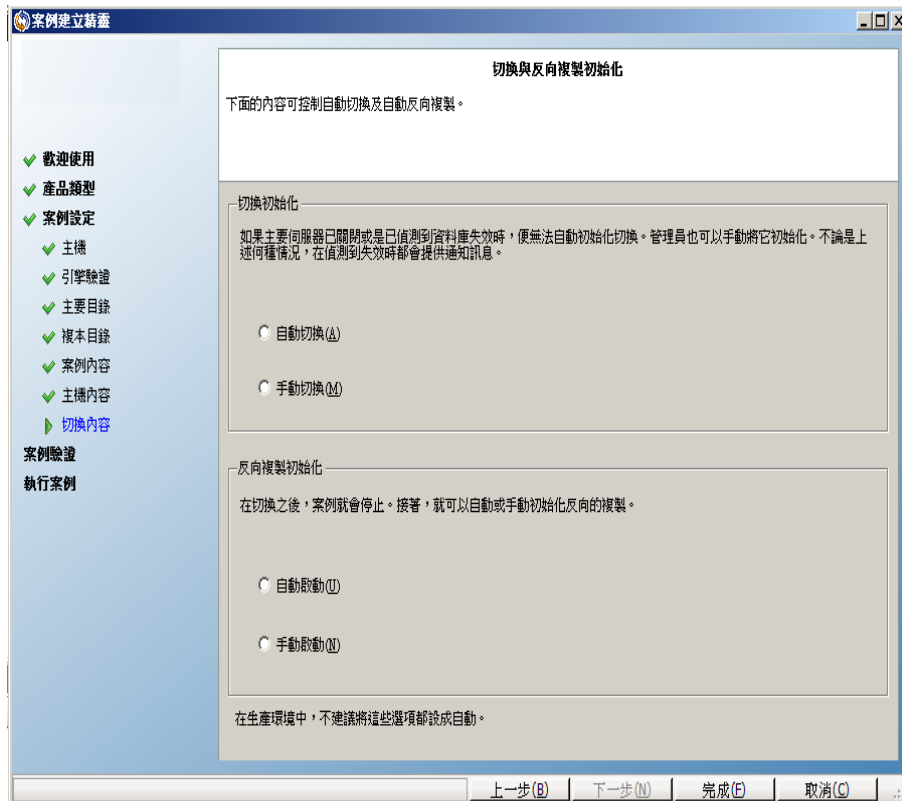 案例建立精靈
切換與反向複製初始化
下面的內容可控制自動切換及自動反向複製。
歡迎使用
產品類型
案例設定
主機
引擎驗證
主要目錄
複本目錄
案例內容
主機內容
切換內容
案例驗證
執行案例
切換初始化
如果主要伺服器已關閉或是已偵測到資料庫失效時，便無法自動初始化切換。管理員也可以手動將它初始化。不論是上
述何種情況，在偵測到失效時都會提供通知訊息。
自動切換(A)
手動切換(M)
反向複製初始化
在切換之後，案例就會停止。接著，就可以自動或手動初始化反向的複製。
自動啟動(U)
手動啟動(N)
在生產環境中，不建議將這些選項都設成自動。
上一步(B)
下一步(N)
完成(F)
取消(C)